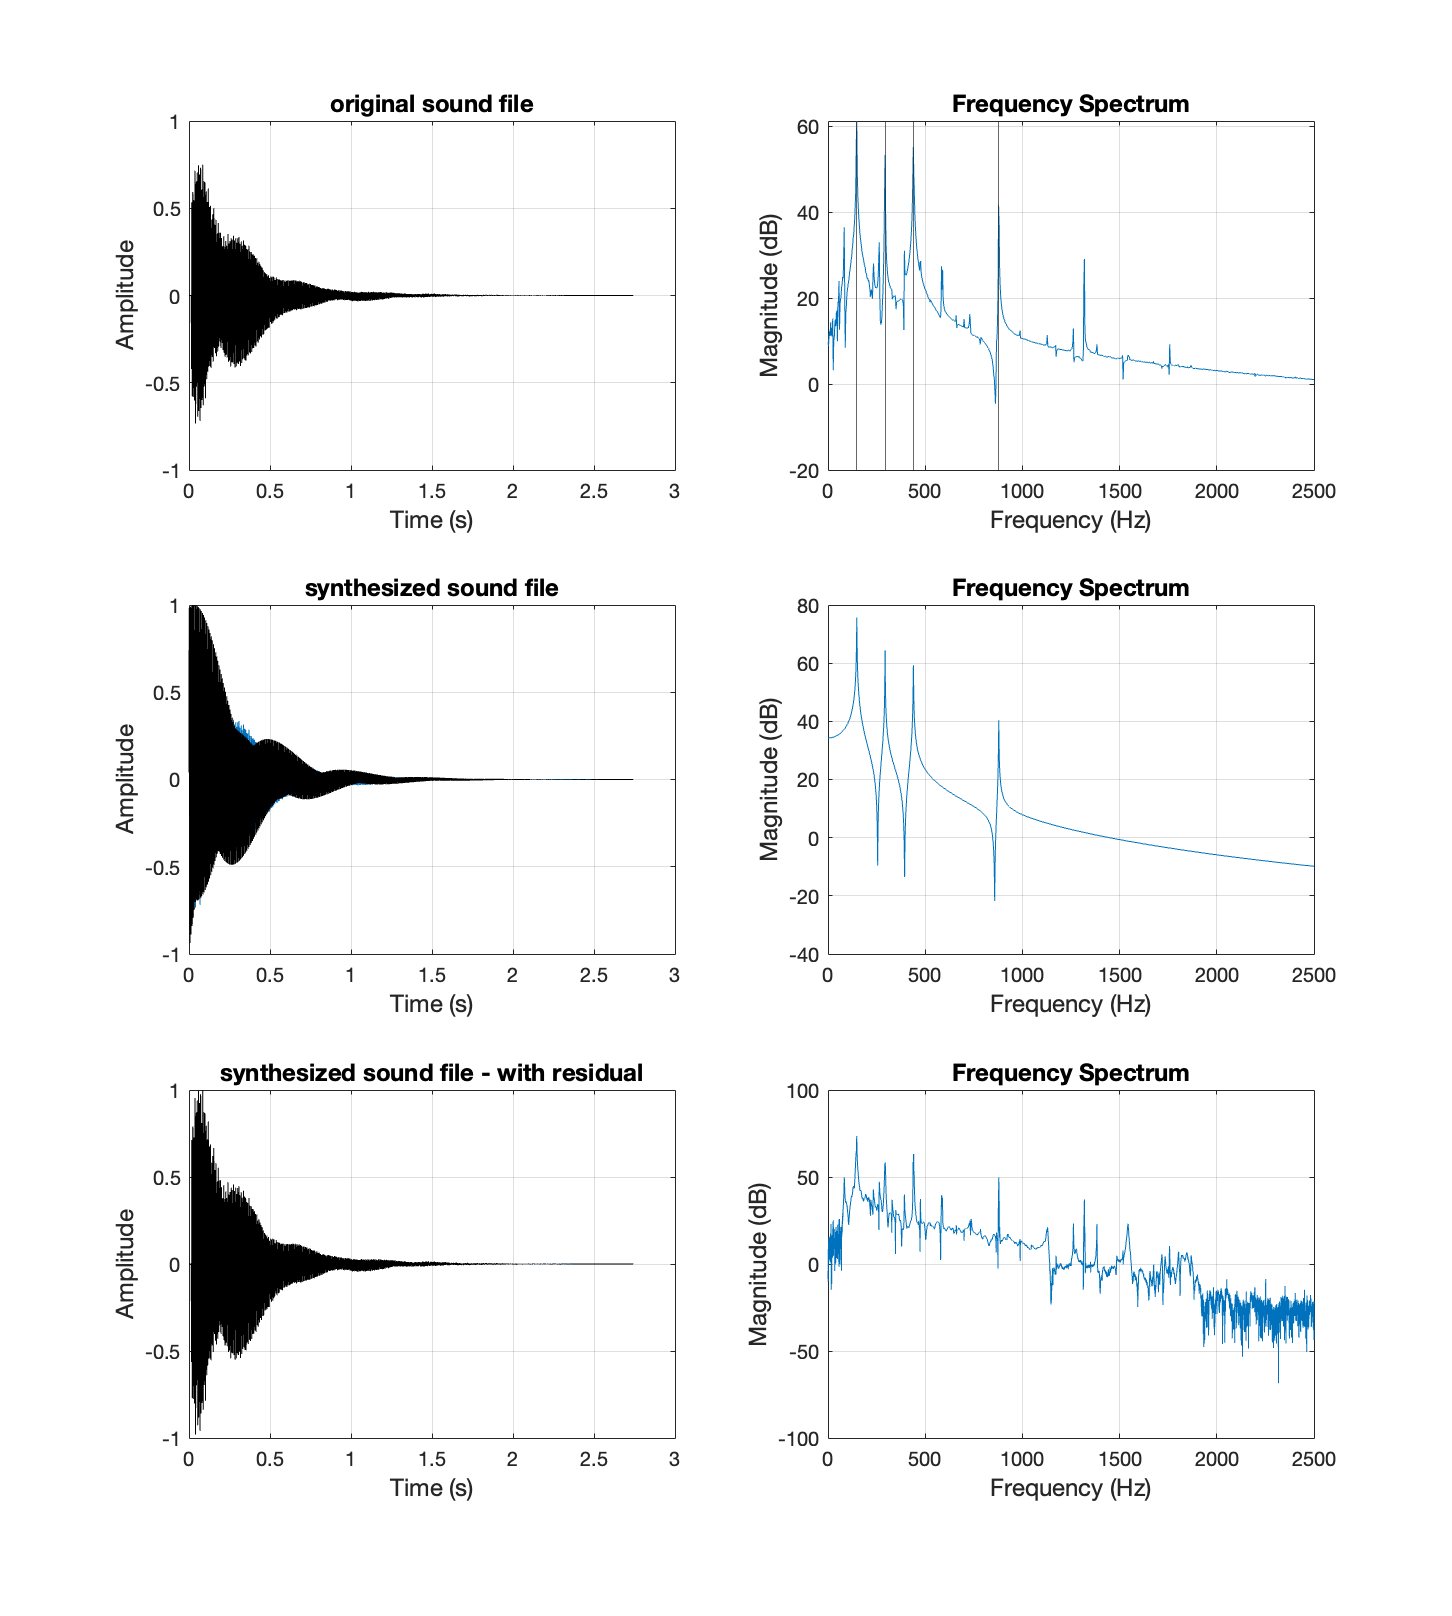 original sound file
Frequency Spectrum
1
0.5
0
-0.5
-1
Amplitude
0 0.5 1 1.5 2 2.5 3
Time (s)
60
40
20
0
-20
Magnitude (dB)
0 500 1000 1500 2000 2500
Frequency (Hz)
synthesized sound file
Frequency Spectrum
1
0.5
0
-0.5
-1
Amplitude
0 0.5 1 1.5 2 2.5 3
Time (s)
80
60
40
20
0
-20
-40
Magnitude (dB)
0 500 1000 1500 2000 2500
Frequency (Hz)
synthesized sound file - with residual
Frequency Spectrum
1
0.5
0
-0.5
-1
Amplitude
0 0.5 1 1.5 2 2.5 3
Time (s)
100
50
0
-50
-100
Magnitude (dB)
0 500 1000 1500 2000 2500
Frequency (Hz)